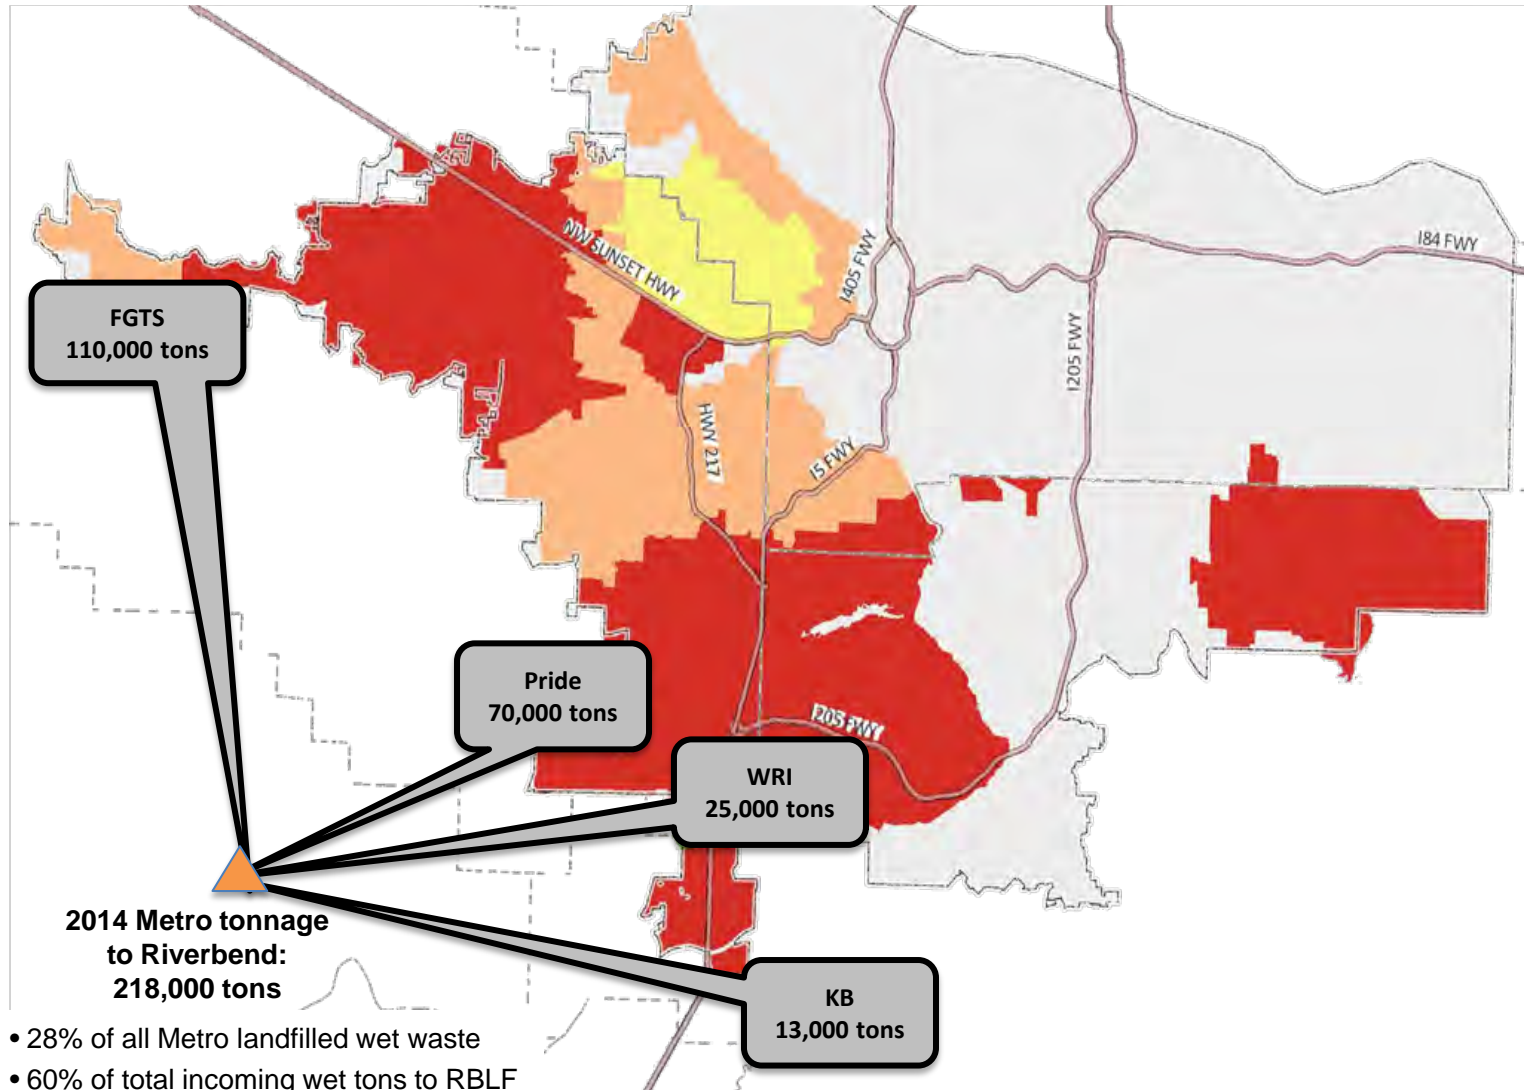 NW SUNSET HWY
I405 FWY
I84 FWY
FGTS
110,000 tons
I205 FWY
HWY 217
I5 FWY
Pride
70,000 tons
I205 FWY
WRI
25,000 tons
2014 Metro tonnage
to Riverbend:
218,000 tons
KB
13,000 tons
• 28% of all Metro landfilled wet waste
• 60% of total incoming wet tons to RBLF